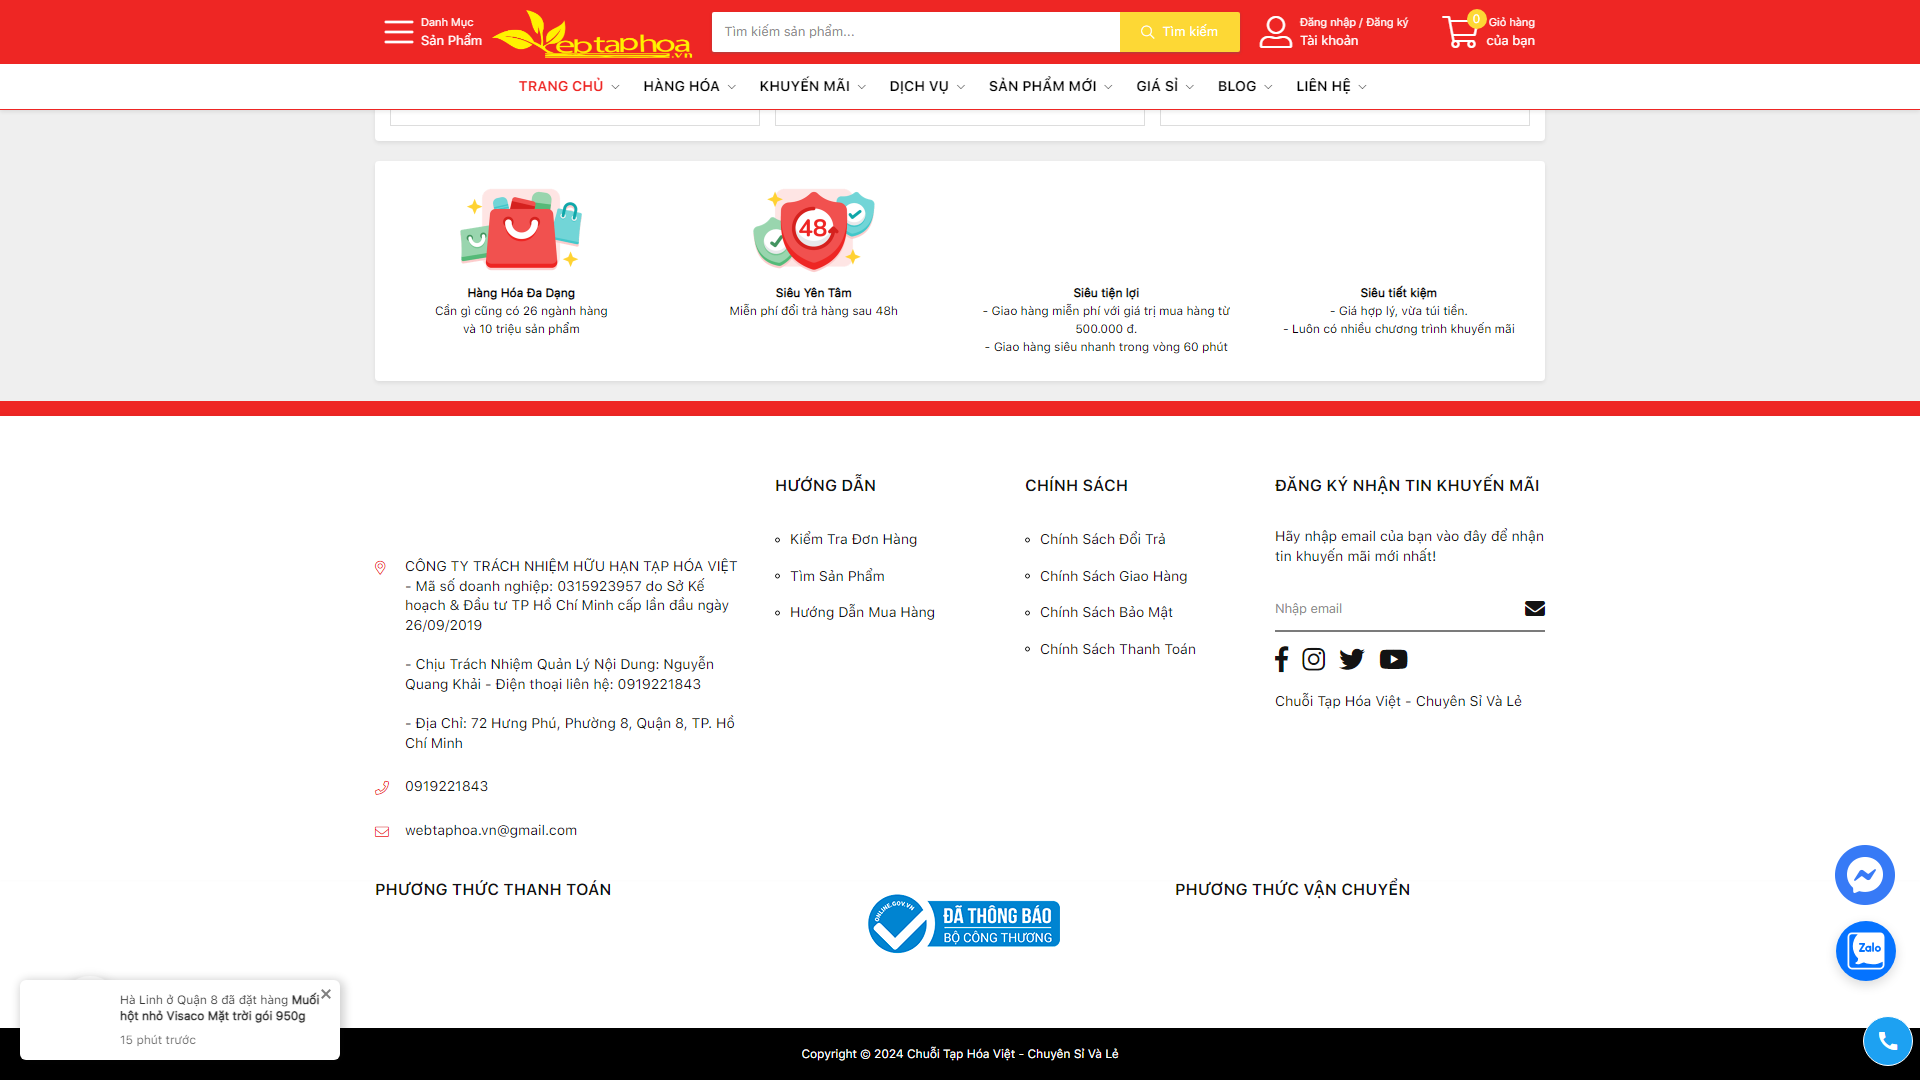 Danh Mục
Sản Phẩm
ebtaphoa
.vn
Tìm kiếm sản phẩm...
Tìm kiếm
Đăng nhập / Đăng ký
Tài khoản
0
Giỏ hàng
của bạn
TRANG CHỦ
HÀNG HÓA
KHUYẾN MÃI
DỊCH VỤ
SẢN PHẨM MỚI
GIÁ SỈ
BLOG
LIÊN HỆ
48
Hàng Hóa Đa Dạng
Cần gì cũng có 26 ngành hàng
và 10 triệu sản phẩm
Siêu Yên Tâm
Miễn phí đổi trả hàng sau 48h
Siêu tiện lợi
- Giao hàng miễn phí với giá trị mua hàng từ
500.000 đ.
- Giao hàng siêu nhanh trong vòng 60 phút
Siêu tiết kiệm
- Giá hợp lý, vừa túi tiền.
- Luôn có nhiều chương trình khuyến mãi
CÔNG TY TRÁCH NHIỆM HỮU HẠN TẠP HÓA VIỆT
- Mã số doanh nghiệp: 0315923957 do Sở Kế
hoạch & Đầu tư TP Hồ Chí Minh cấp lần đầu ngày
26/09/2019
- Chịu Trách Nhiệm Quản Lý Nội Dung: Nguyễn
Quang Khải - Điện thoại liên hệ: 0919221843
- Địa Chỉ: 72 Hưng Phú, Phường 8, Quận 8, TP. Hồ
Chí Minh
0919221843
webtaphoa.vn@gmail.com
HƯỚNG DẪN
Kiểm Tra Đơn Hàng
Tìm Sản Phẩm
Hướng Dẫn Mua Hàng
CHÍNH SÁCH
Chính Sách Đổi Trả
Chính Sách Giao Hàng
Chính Sách Bảo Mật
Chính Sách Thanh Toán
ĐĂNG KÝ NHẬN TIN KHUYẾN MÃI
Hãy nhập email của bạn vào đây để nhận
tin khuyến mãi mới nhất!
Nhập email
Chuỗi Tạp Hóa Việt - Chuyên Sỉ Và Lẻ
PHƯƠNG THỨC THANH TOÁN
ONLINE.GOV.VN
ĐÃ THÔNG BÁO
BỘ CÔNG THƯƠNG
PHƯƠNG THỨC VẬN CHUYỂN
Zalo
Hà Linh ở Quận 8 đã đặt hàng Muối
hột nhỏ Visaco Mặt trời gói 950g
15 phút trước
Copyright © 2024 Chuỗi Tạp Hóa Việt - Chuyên Sỉ Và Lẻ